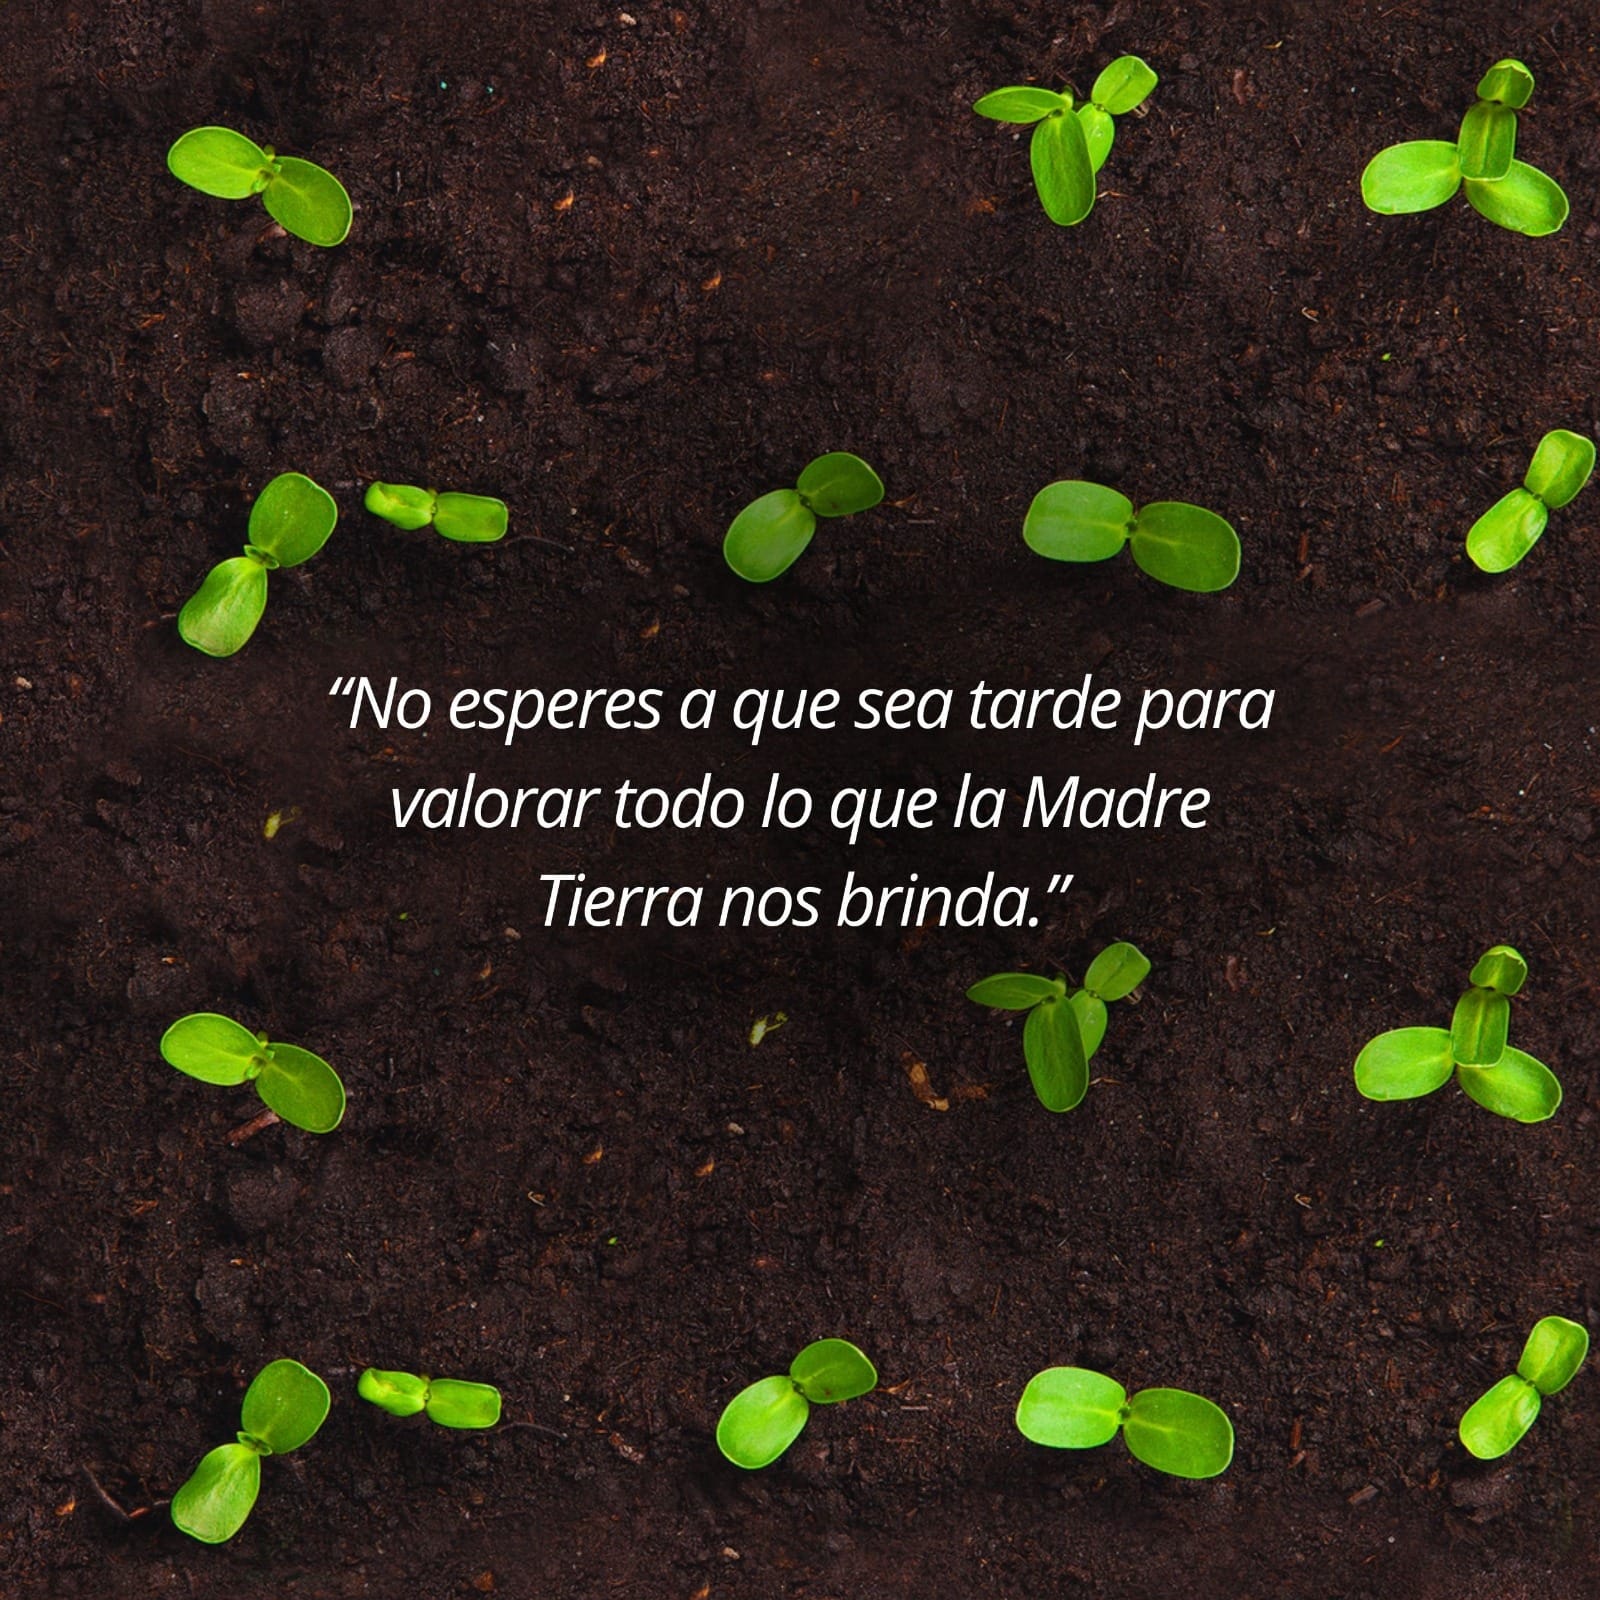 “No esperes a que sea tarde para
valorar todo lo que la Madre
Tierra nos brinda.”